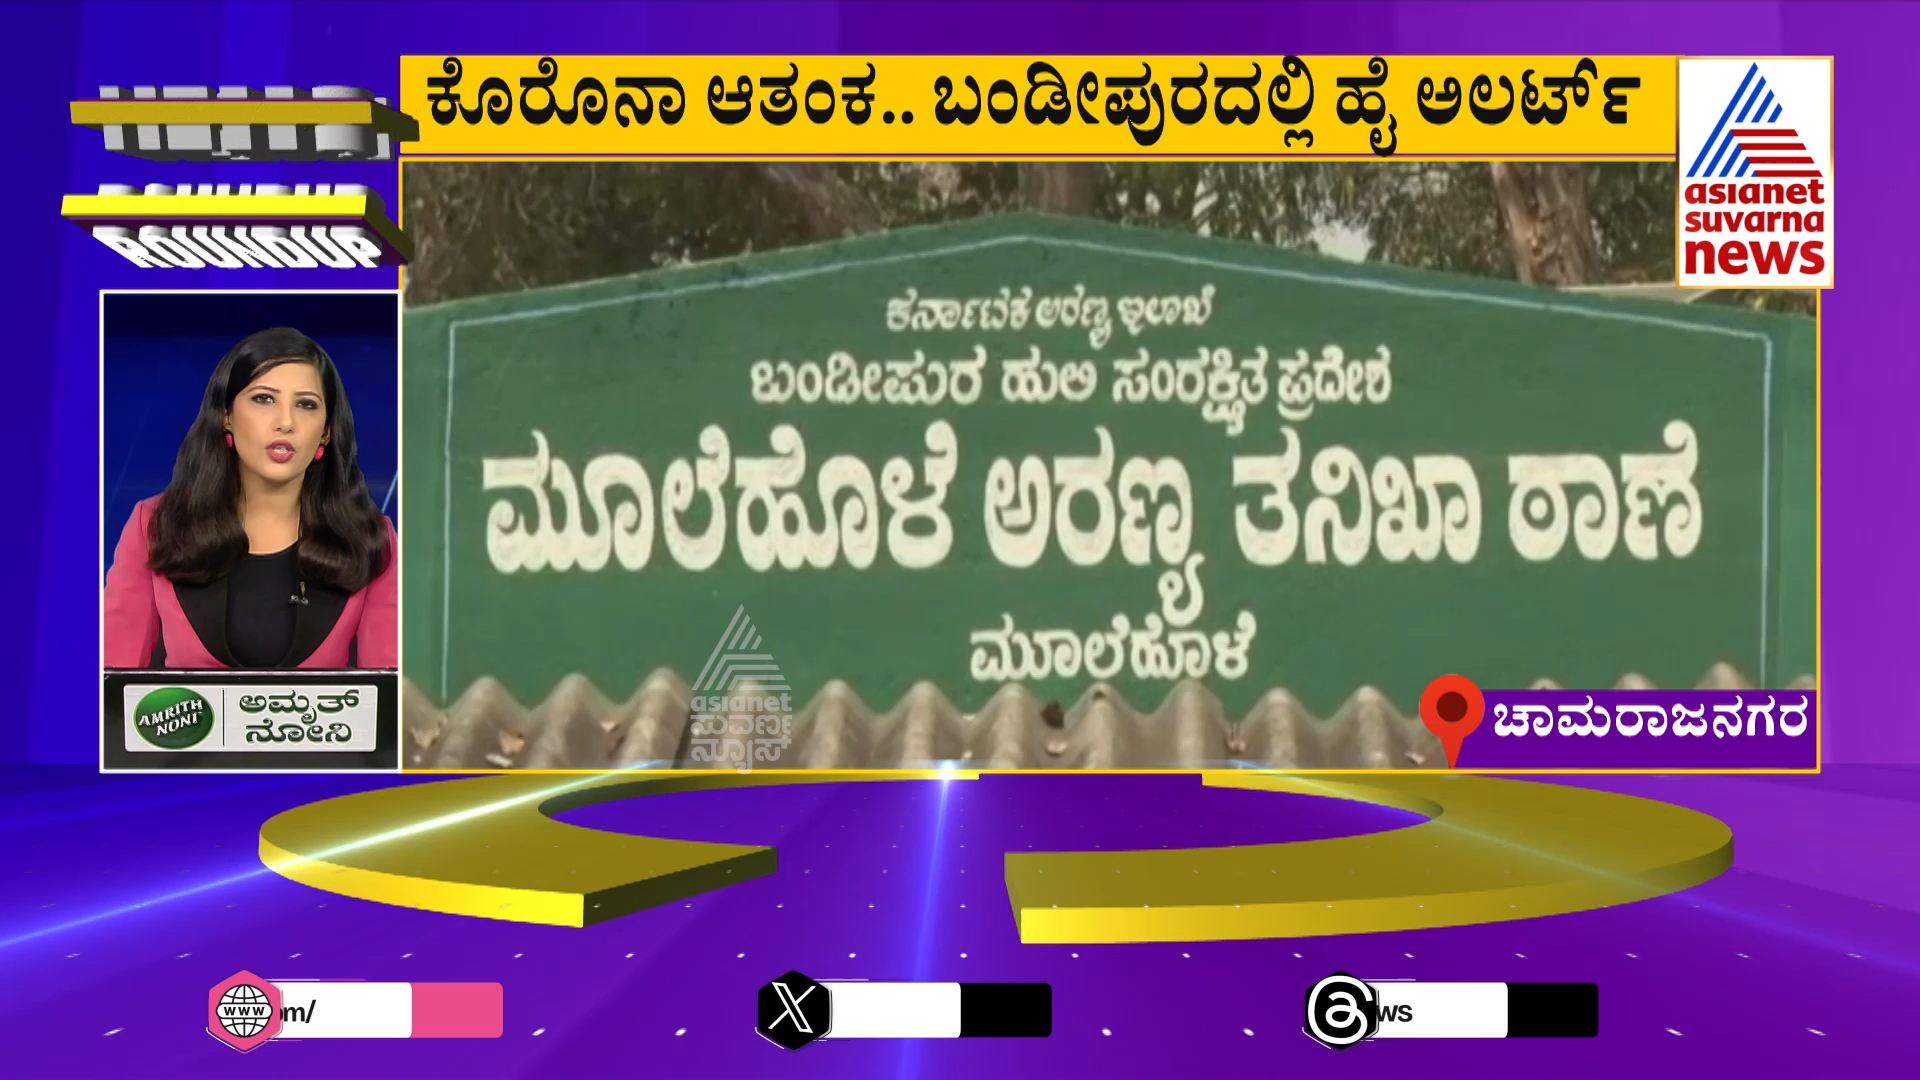 ಕೊರೊನಾ ಆತಂಕ.. ಬಂಡೀಪುರದಲ್ಲಿ ಹೈ ಅಲರ್ಟ್
asianet
suvarna
news
ROUNDUP
ಕರ್ನಾಟಕ ಅರಣ್ಯ ಇಲಾಖೆ
ಬಂಡೀಪುರ ಹುಲಿ ಸಂರಕ್ಷಿತ ಪ್ರದೇಶ
ಮೂಲೆಹೊಳೆ ಅರಣ್ಯ ತನಿಖಾ ಠಾಣೆ
ಮೂಲೆಹೊಳೆ
asianet
ಸುವರ್ಣ
ನ್ಯೂಸ್
ಚಾಮರಾಜನಗರ
AMRITH
NONI
ಅಮೃತ್
ನೋನಿ
www
om/
X
ws